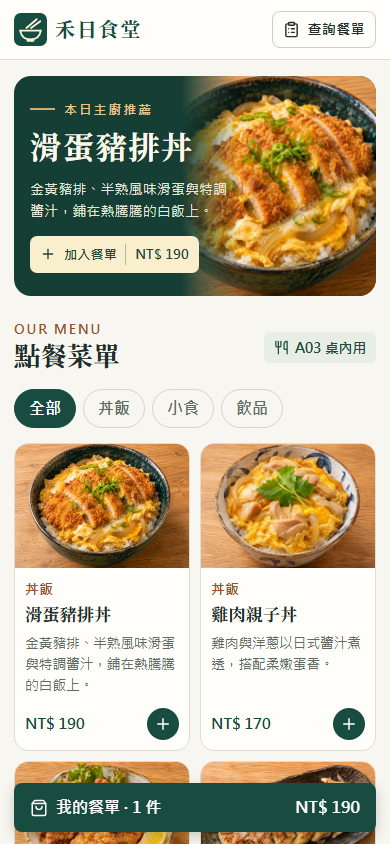 禾日食堂
查詢餐單
本日主廚推薦
滑蛋豬排丼
金黃豬排、半熟風味滑蛋與特調
醬汁，鋪在熱騰騰的白飯上。
加入餐單 NT$ 190
OUR MENU
點餐菜單
A03 桌內用
全部
丼飯
小食
飲品
丼飯
滑蛋豬排丼
金黃豬排、半熟風味滑蛋
與特調醬汁，鋪在熱騰騰
的白飯上。
NT$ 190
丼飯
雞肉親子丼
雞肉與洋蔥以日式醬汁煮
透，搭配柔嫩蛋香。
NT$ 170
我的餐單 · 1 件
NT$ 190